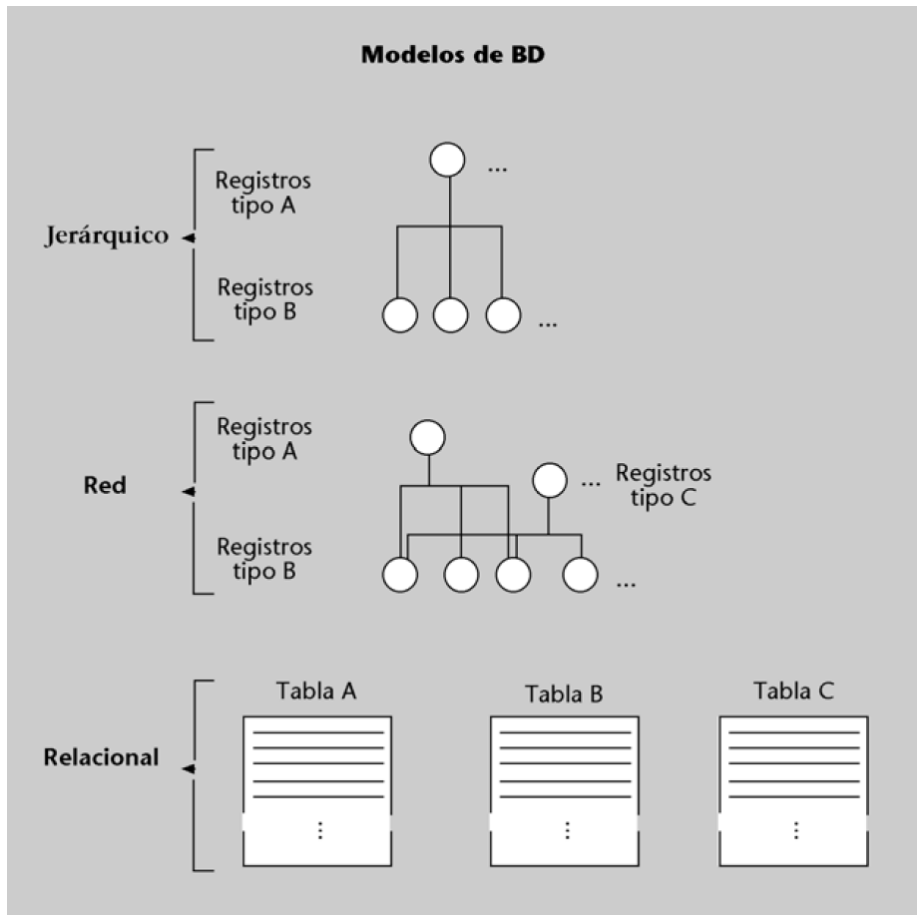 Modelos de BD
Jerárquico
Registros
tipo A
...
Registros
tipo B
...
Red
Registros
tipo A
... Registros
tipo C
Registros
tipo B
...
Relacional
Tabla A
Tabla B
Tabla C
⋮
⋮
⋮